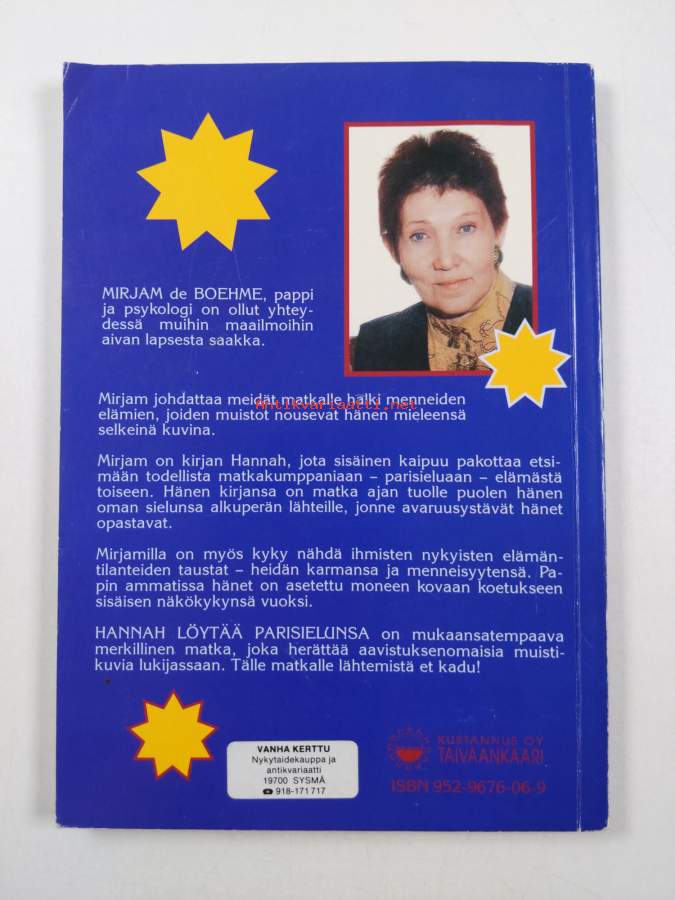 MIRJAM de BOEHME, pappi
ja psykologi on ollut yhtey-
dessä muihin maailmoihin
aivan lapsesta saakka.
Mirjam johdattaa meidät matkalle halki menneiden
Antikvariaatti.net
elämien, joiden muistot nousevat hänen mieleensä
selkeinä kuvina.
Mirjam on kirjan Hannah, jota sisäinen kaipuu pakottaa etsi-
mään todellista matkakumppaniaan – parisieluaan – elämästä
toiseen. Hänen kirjansa on matka ajan tuolle puolen hänen
oman sielunsa alkuperän lähteille, jonne avaruusystävät hänet
opastavat.
Mirjamilla on myös kyky nähdä ihmisten nykyisten elämän-
tilanteiden taustat – heidän karmansa ja menneisyytensä. Pa-
pin ammatissa hänet on asetettu moneen kovaan koetukseen
sisäisen näkökykynsä vuoksi.
HANNAH LÖYTÄÄ PARISIELUNSA on mukaansatempaava
merkillinen matka, joka herättää aavistuksenomaisia muisti-
kuvia lukijassaan. Tälle matkalle lähtemistä et kadu!
VANHA KERTTU
Nykytaidekauppa ja
antikvariaatti
19700 SYSMÄ
☎ 918-171 717
KUSTANNUS OY
TAIVAANKAARI
ISBN 952-9676-06-9